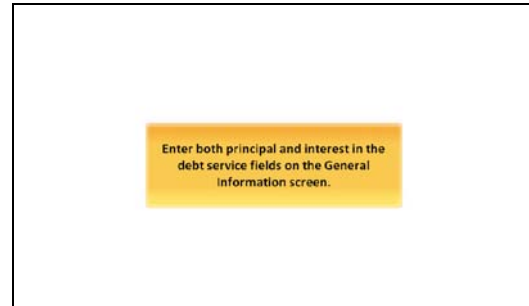 Enter both principal and interest in the
debt service fields on the General
Information screen.